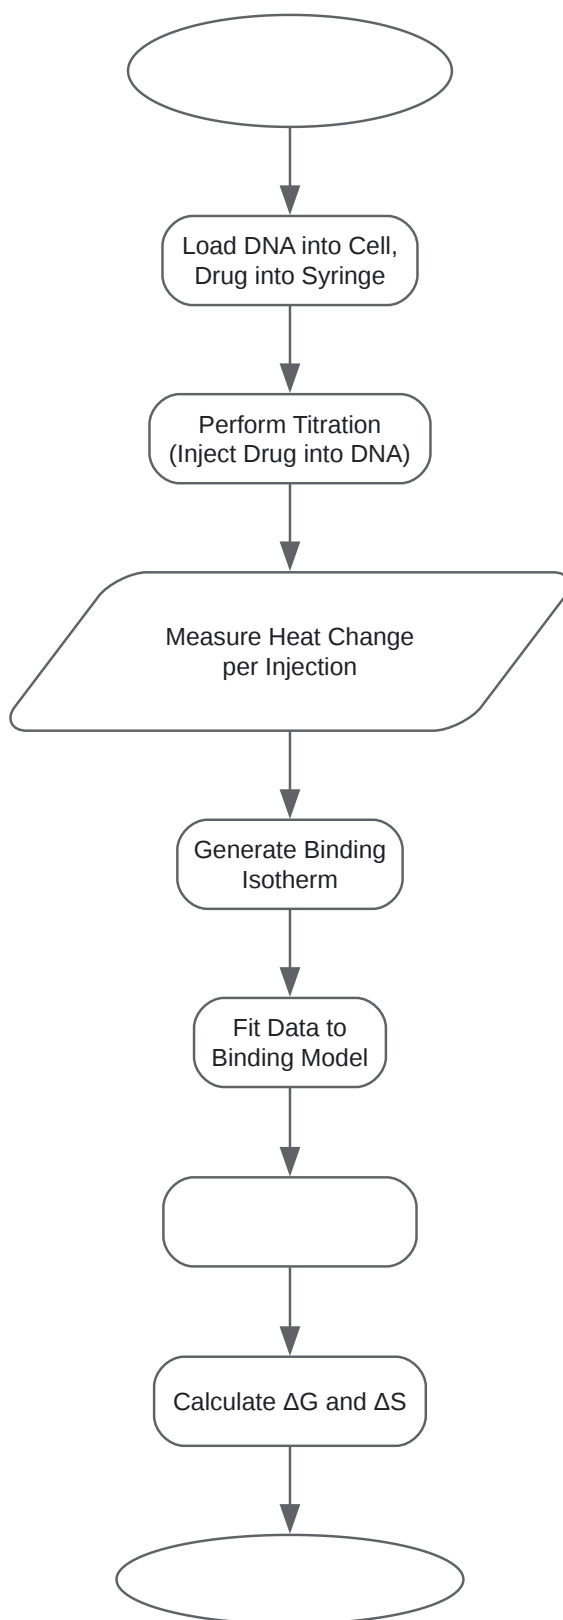 Load DNA into Cell,
Drug into Syringe
Perform Titration
(Inject Drug into DNA)
Measure Heat Change
per Injection
Generate Binding
Isotherm
Fit Data to
Binding Model
Calculate ΔG and ΔS